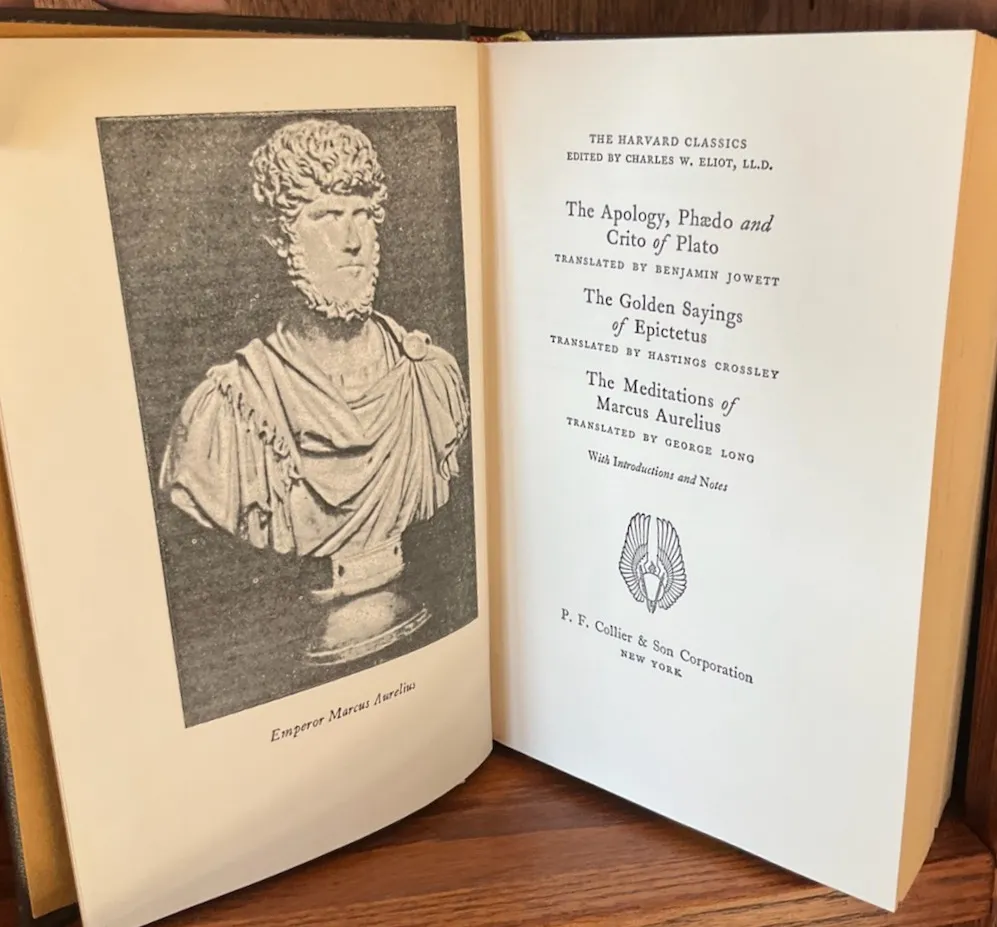 Emperor Marcus Aurelius
THE HARVARD CLASSICS
EDITED BY CHARLES W. ELIOT, LL.D.
The Apology, Phædo and
Crito of Plato
TRANSLATED BY BENJAMIN JOWETT
The Golden Sayings
of Epictetus
TRANSLATED BY HASTINGS CROSSLEY
The Meditations of
Marcus Aurelius
TRANSLATED BY GEORGE LONG
With Introductions and Notes
P. F. Collier & Son Corporation
NEW YORK